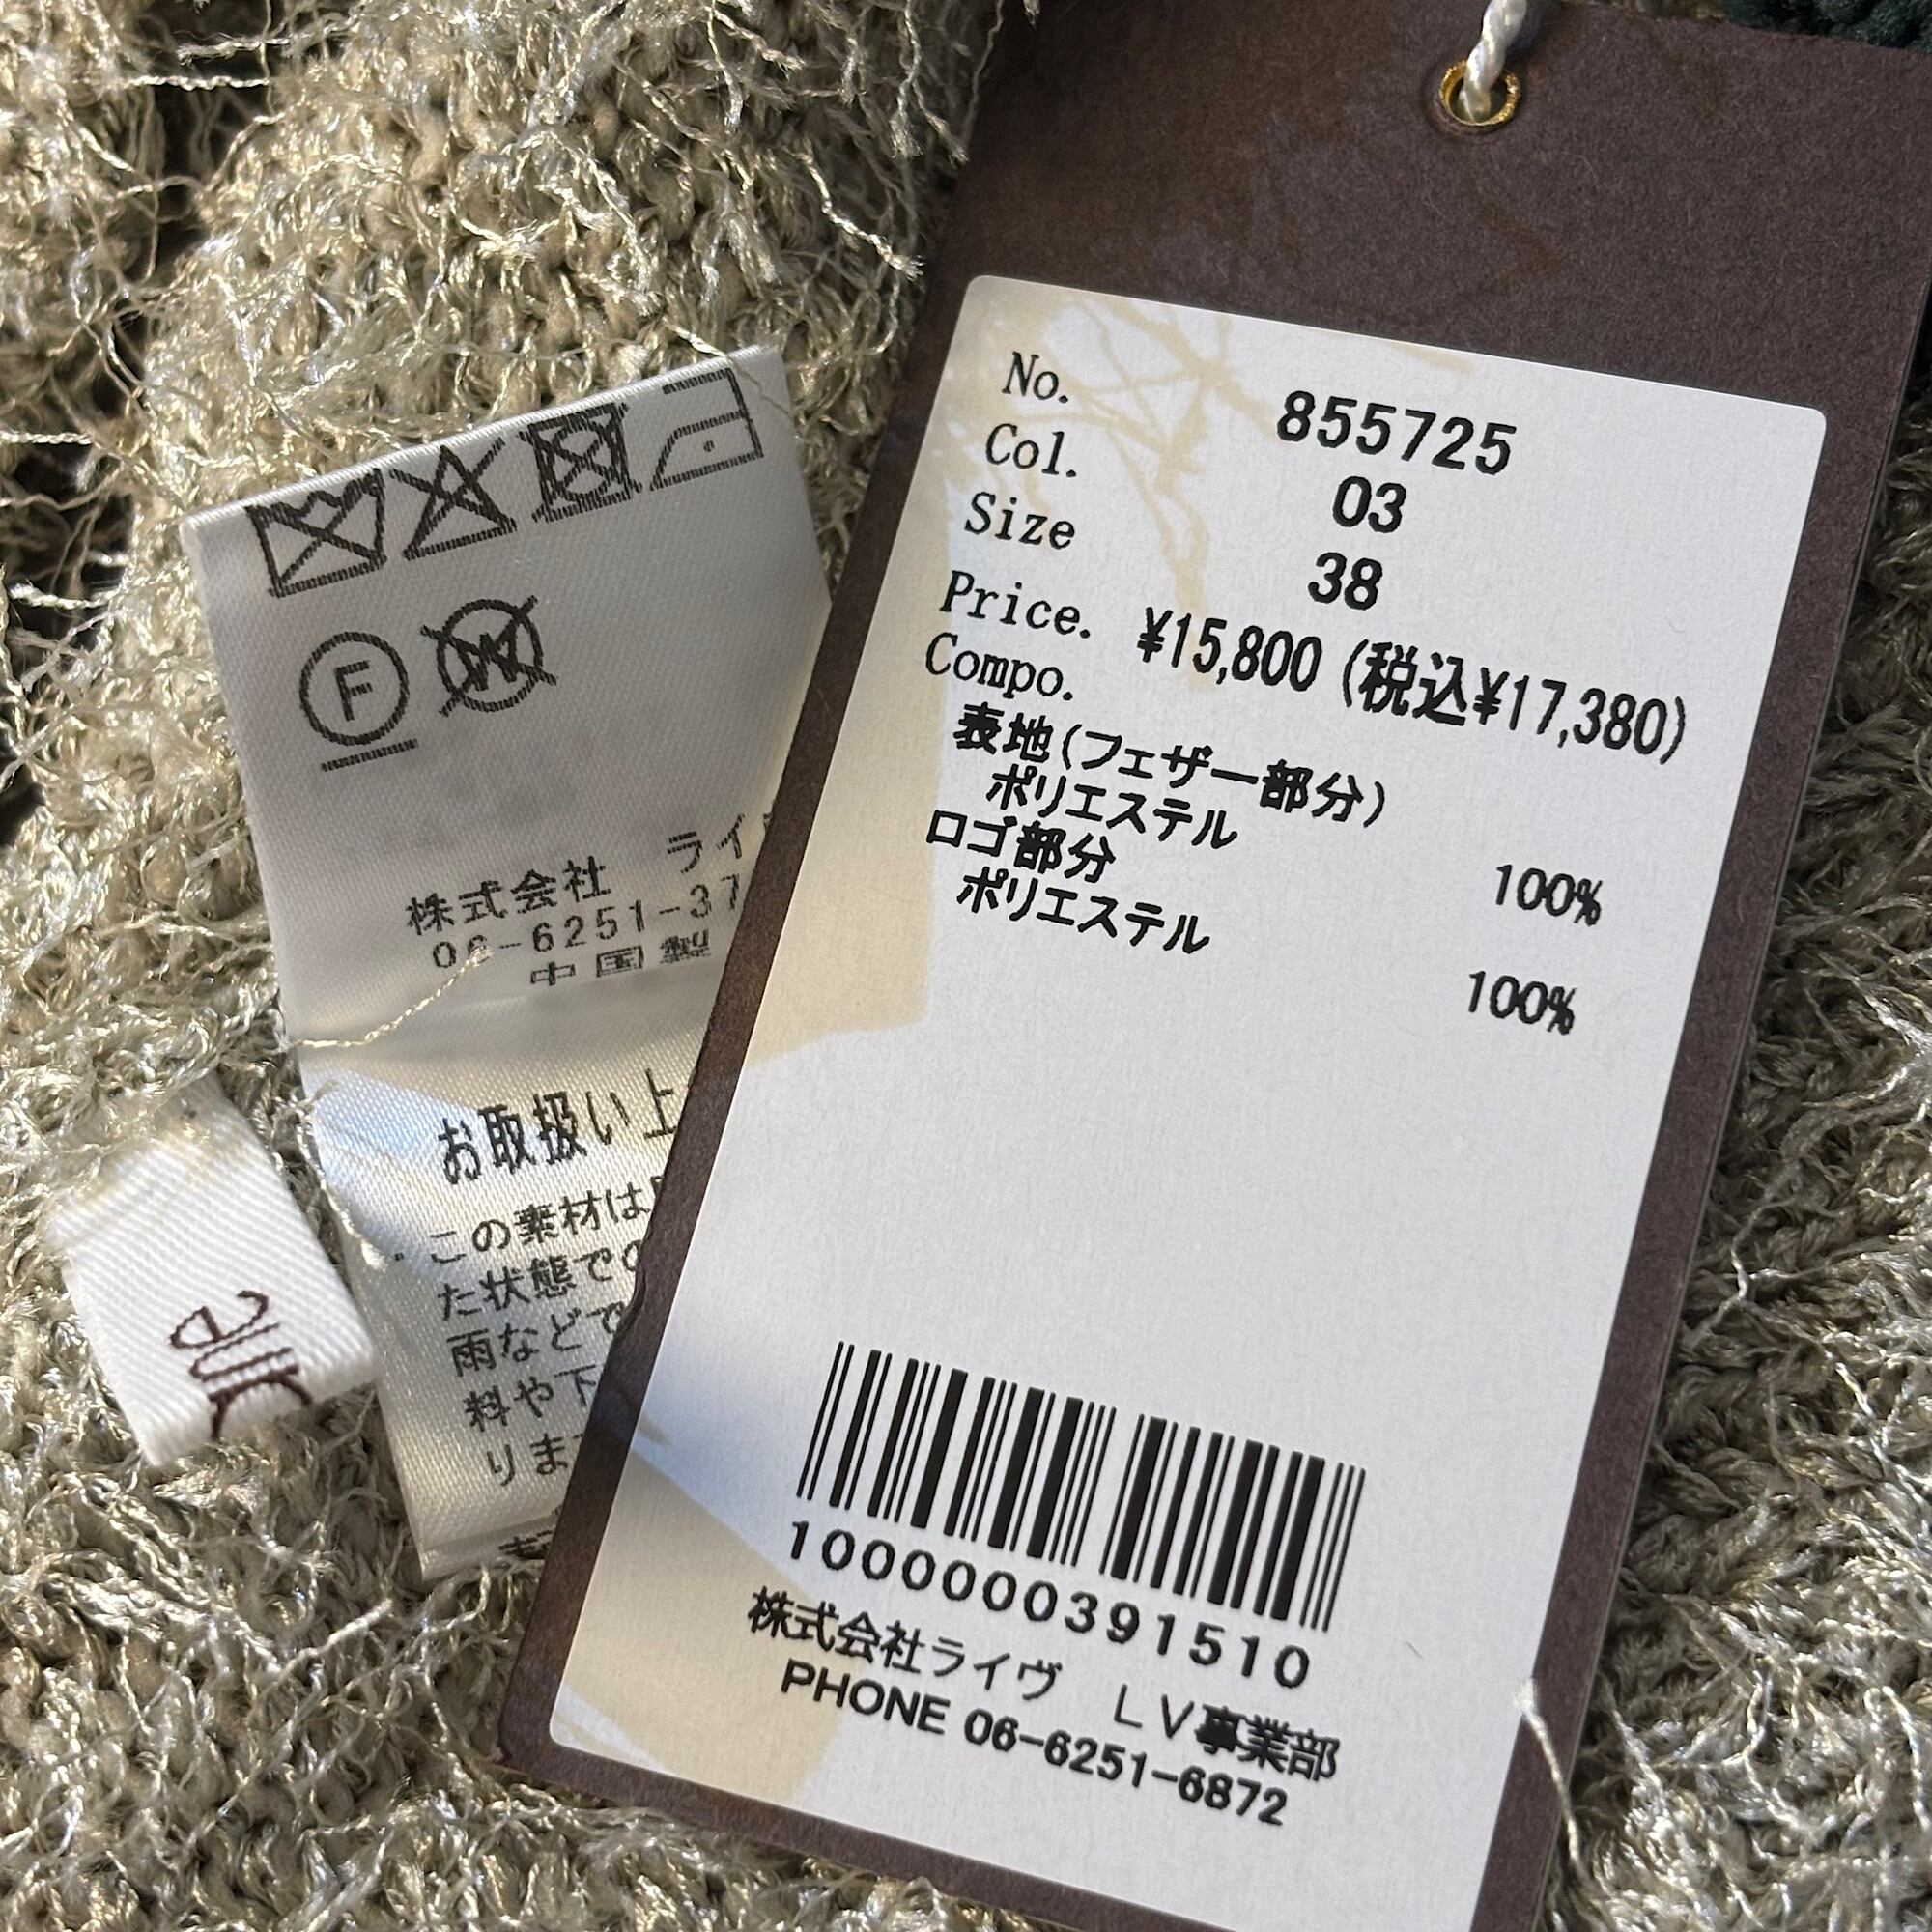 No. 855725
Col. 03
Size 38
Price. ¥15,800 (税込¥17,380)
Compo.
表地(フェザー部分)
ポリエステル 100%
ロゴ部分
ポリエステル 100%
1000000391510
株式会社ライヴ LV事業部
PHONE 06-6251-6872
F
W
株式会社 ライ
06-6251-37
中国製
お取扱い上
・この素材は
た状態での
雨などで
料や下
りま